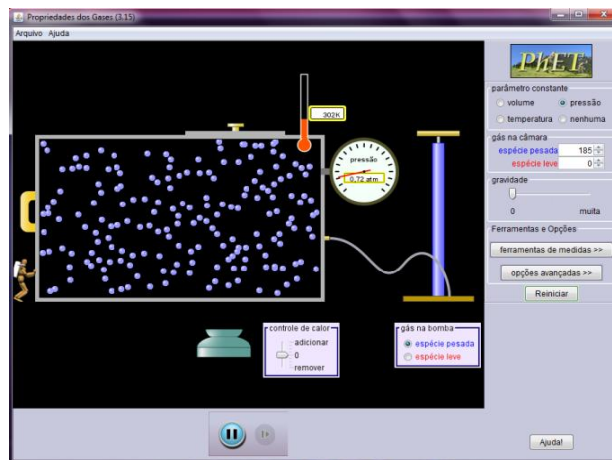 Propriedades dos Gases (3.15)
Arquivo Ajuda
PhET
parâmetro constante
volume pressão
temperatura nenhuma
gás na câmara
espécie pesada 185
espécie leve 0
gravidade
0 muita
Ferramentas e Opções
ferramentas de medidas >>
opções avançadas >>
Reiniciar
302K
pressão
0,72 atm
controle de calor
adicionar
0
remover
gás na bomba
espécie pesada
espécie leve
Ajuda!